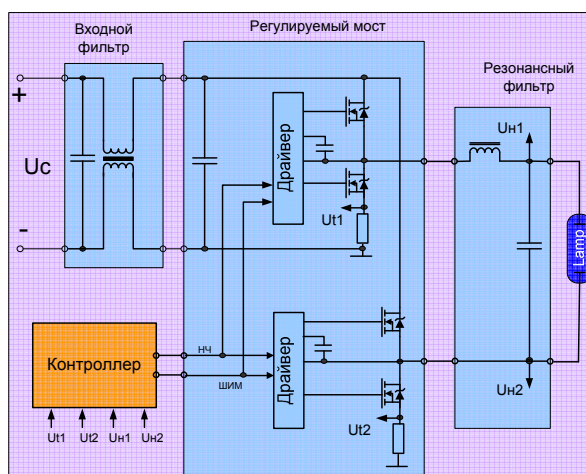 Входной
фильтр
Регулируемый мост
Резонансный
фильтр
+
Uc
-
Драйвер
Ut1
Uн1
Lamp
Контроллер
нч
шим
Драйвер
Ut2
Uн2
Ut1 Ut2 Uн1 Uн2